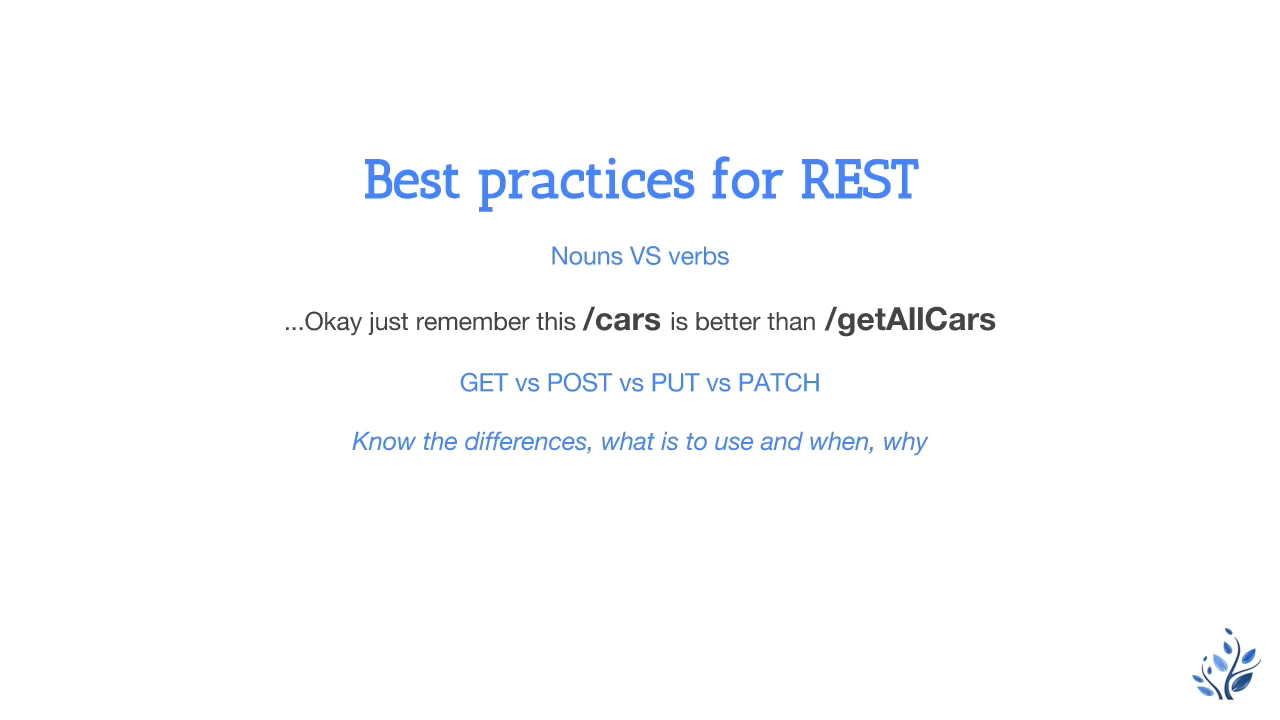 Best practices for REST
Nouns VS verbs
...Okay just remember this /cars is better than /getAllCars
GET vs POST vs PUT vs PATCH
Know the differences, what is to use and when, why